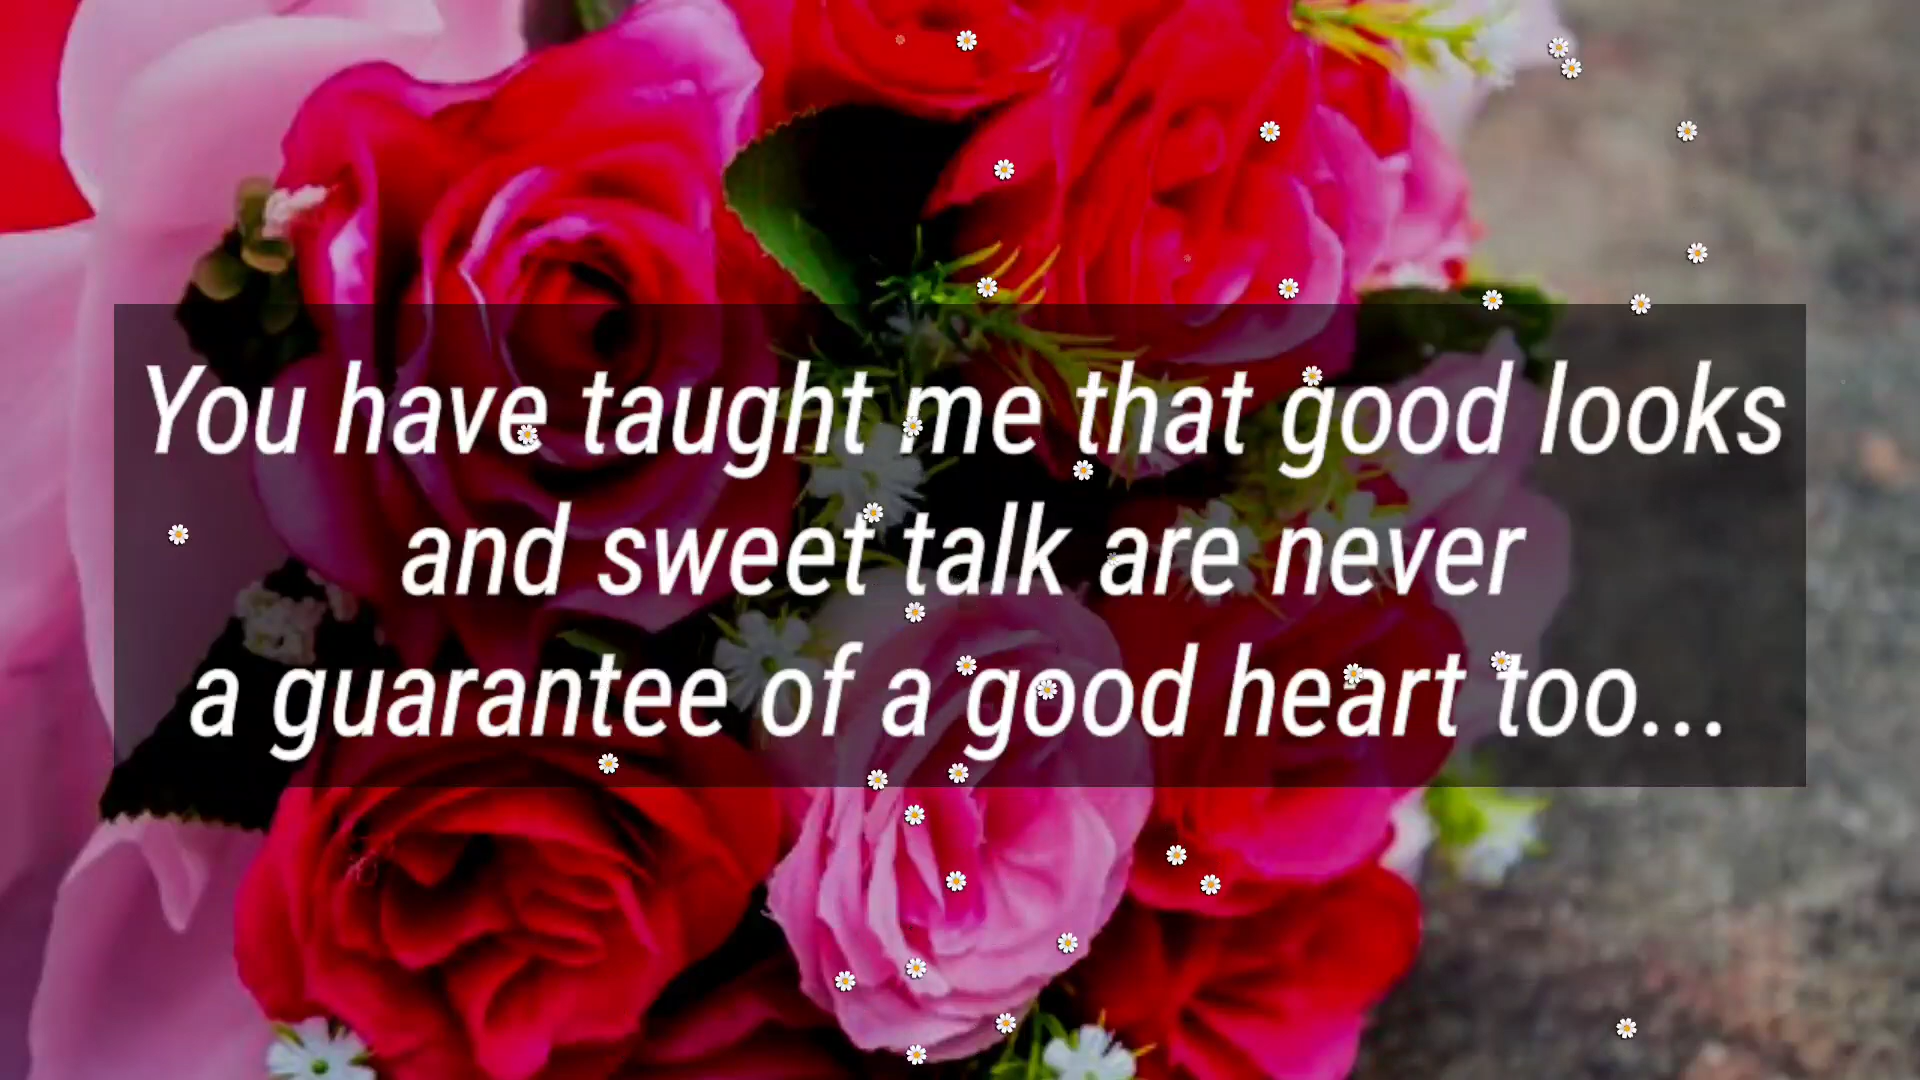 You have taught me that good looks
and sweet talk are never
a guarantee of a good heart too...